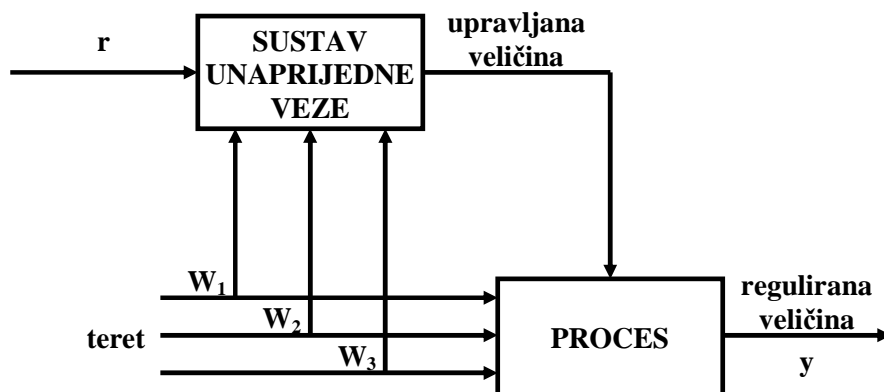 r
SUSTAV
UNAPRIJEDNE
VEZE
upravljana
veličina
W₁
W₂
W₃
teret
PROCES
regulirana
veličina
y